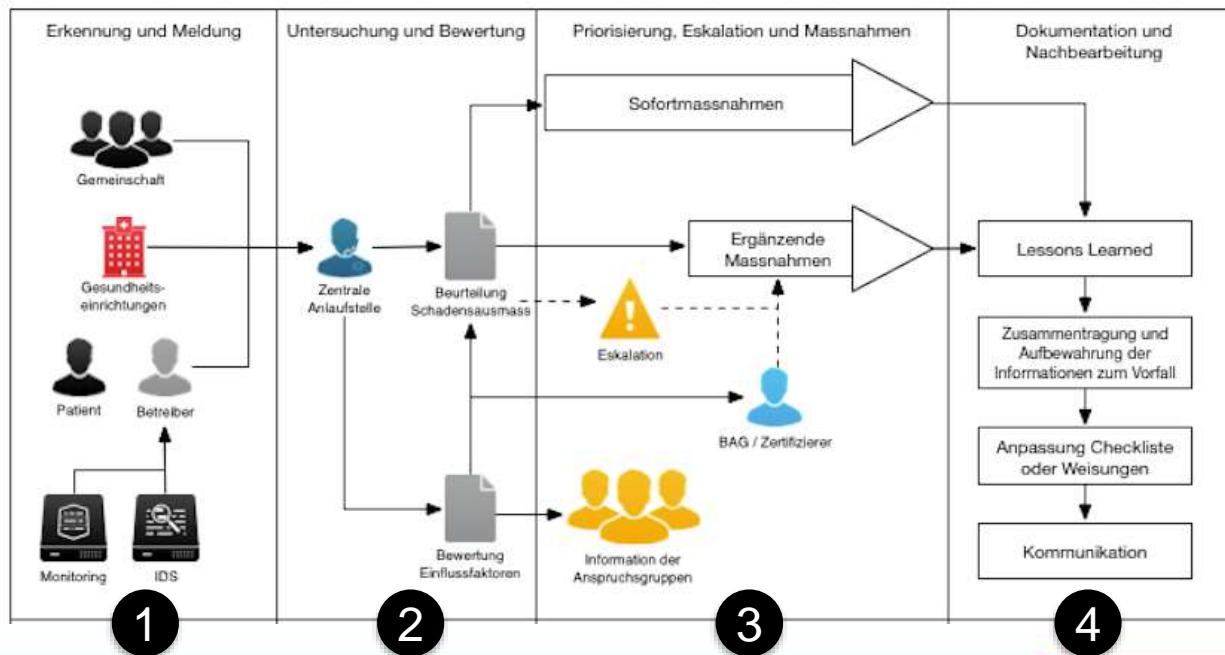 Erkennung und Meldung
Untersuchung und Bewertung
Priorisierung, Eskalation und Massnahmen
Dokumentation und
Nachbearbeitung
Gemeinschaft
Gesundheits-
einrichtungen
Patient
Betreiber
Monitoring
IDS
Zentrale
Anlaufstelle
Beurteilung
Schadensausmass
Bewertung
Einflussfaktoren
Sofortmassnahmen
Ergänzende
Massnahmen
Eskalation
BAG / Zertifizierer
Information der
Anspruchsgruppen
Lessons Learned
Zusammentragung und
Aufbewahrung der
Informationen zum Vorfall
Anpassung Checkliste
oder Weisungen
Kommunikation
1
2
3
4